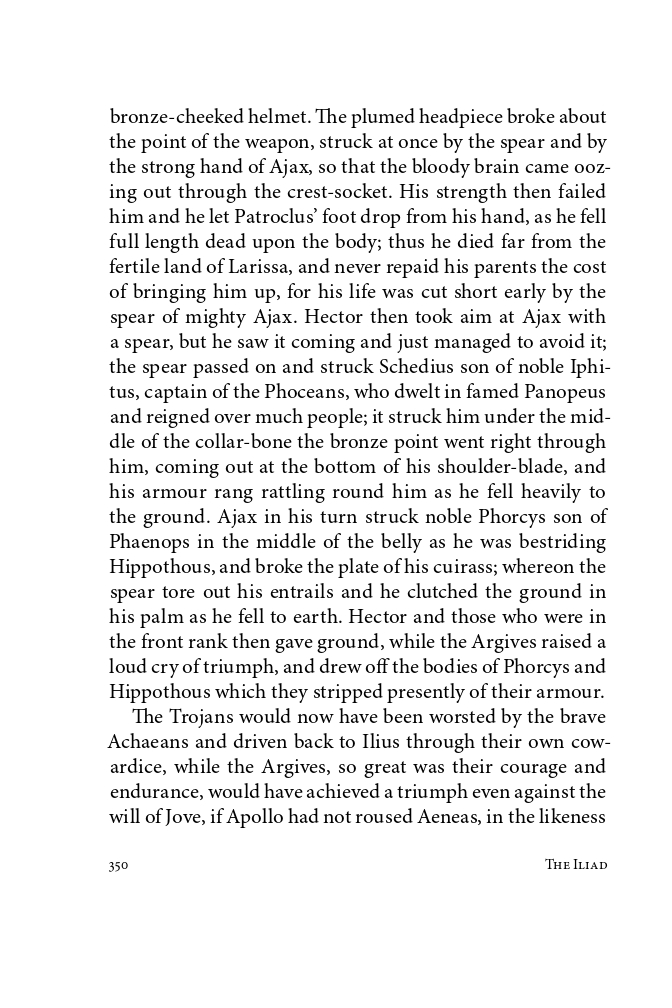 bronze-cheeked helmet. The plumed headpiece broke about
the point of the weapon, struck at once by the spear and by
the strong hand of Ajax, so that the bloody brain came ooz-
ing out through the crest-socket. His strength then failed
him and he let Patroclus’ foot drop from his hand, as he fell
full length dead upon the body; thus he died far from the
fertile land of Larissa, and never repaid his parents the cost
of bringing him up, for his life was cut short early by the
spear of mighty Ajax. Hector then took aim at Ajax with
a spear, but he saw it coming and just managed to avoid it;
the spear passed on and struck Schedius son of noble Iphi-
tus, captain of the Phoceans, who dwelt in famed Panopeus
and reigned over much people; it struck him under the mid-
dle of the collar-bone the bronze point went right through
him, coming out at the bottom of his shoulder-blade, and
his armour rang rattling round him as he fell heavily to
the ground. Ajax in his turn struck noble Phorcys son of
Phaenops in the middle of the belly as he was bestriding
Hippothous, and broke the plate of his cuirass; whereon the
spear tore out his entrails and he clutched the ground in
his palm as he fell to earth. Hector and those who were in
the front rank then gave ground, while the Argives raised a
loud cry of triumph, and drew off the bodies of Phorcys and
Hippothous which they stripped presently of their armour.
The Trojans would now have been worsted by the brave
Achaeans and driven back to Ilius through their own cow-
ardice, while the Argives, so great was their courage and
endurance, would have achieved a triumph even against the
will of Jove, if Apollo had not roused Aeneas, in the likeness
350 The Iliad